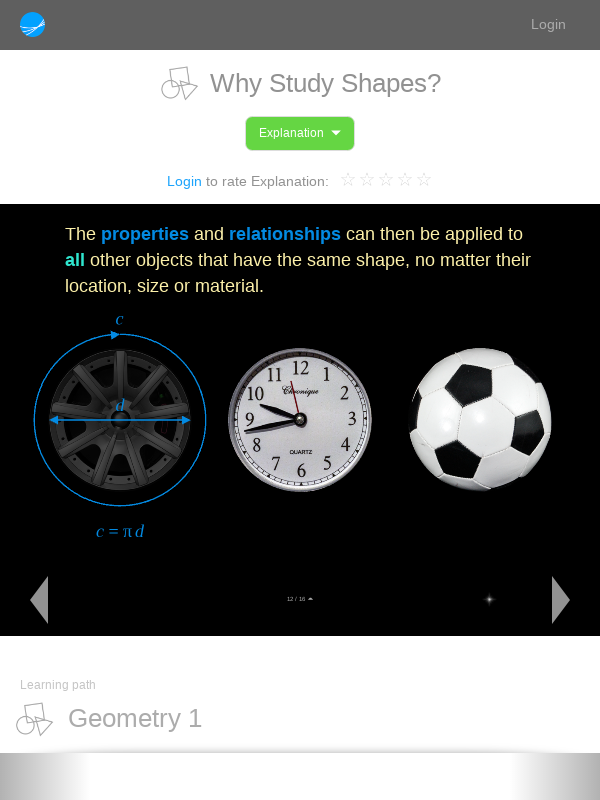 Login
Why Study Shapes?
Explanation
Login to rate Explanation:
The properties and relationships can then be applied to
all other objects that have the same shape, no matter their
location, size or material.
c
d
12
11 1
10 2
Chronique
9 3
8 4
QUARTZ
7 5
6
c = π d
12 / 16
Learning path
Geometry 1